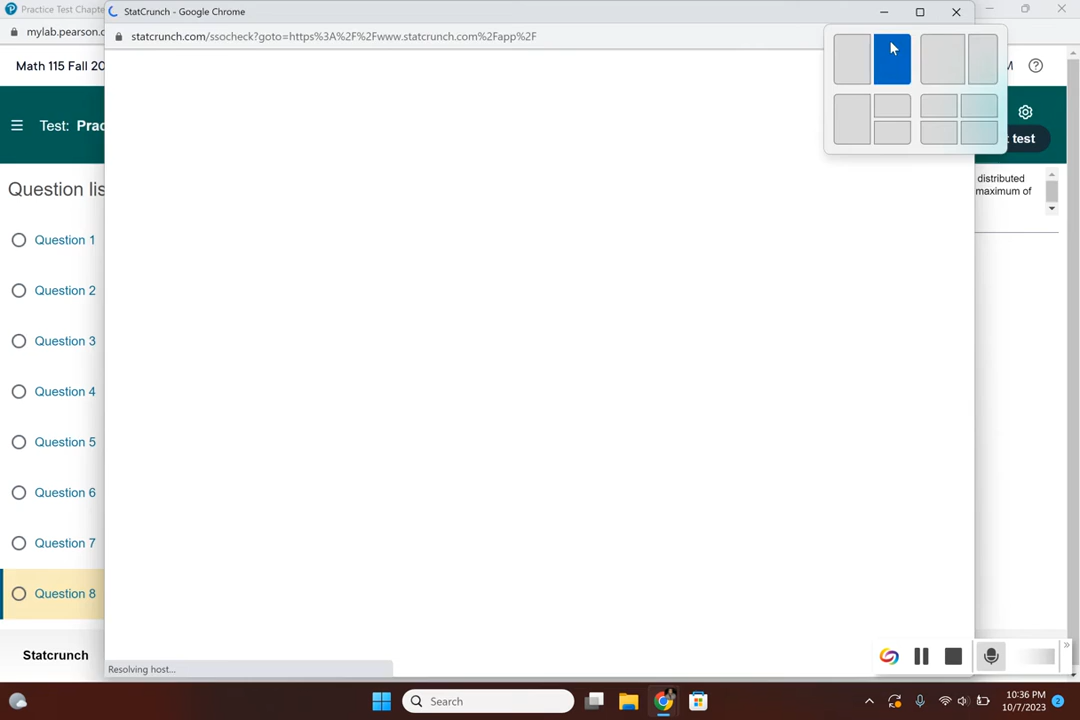 Practice Test Chapte
StatCrunch - Google Chrome
mylab.pearson.c
statcrunch.com/ssocheck?goto=https%3A%2F%2Fwww.statcrunch.com%2Fapp%2F
Math 115 Fall 20
M
Test: Prac
test
Question lis
distributed
maximum of
Question 1
Question 2
Question 3
Question 4
Question 5
Question 6
Question 7
Question 8
Statcrunch
Resolving host...
Search
10:36 PM
10/7/2023
2